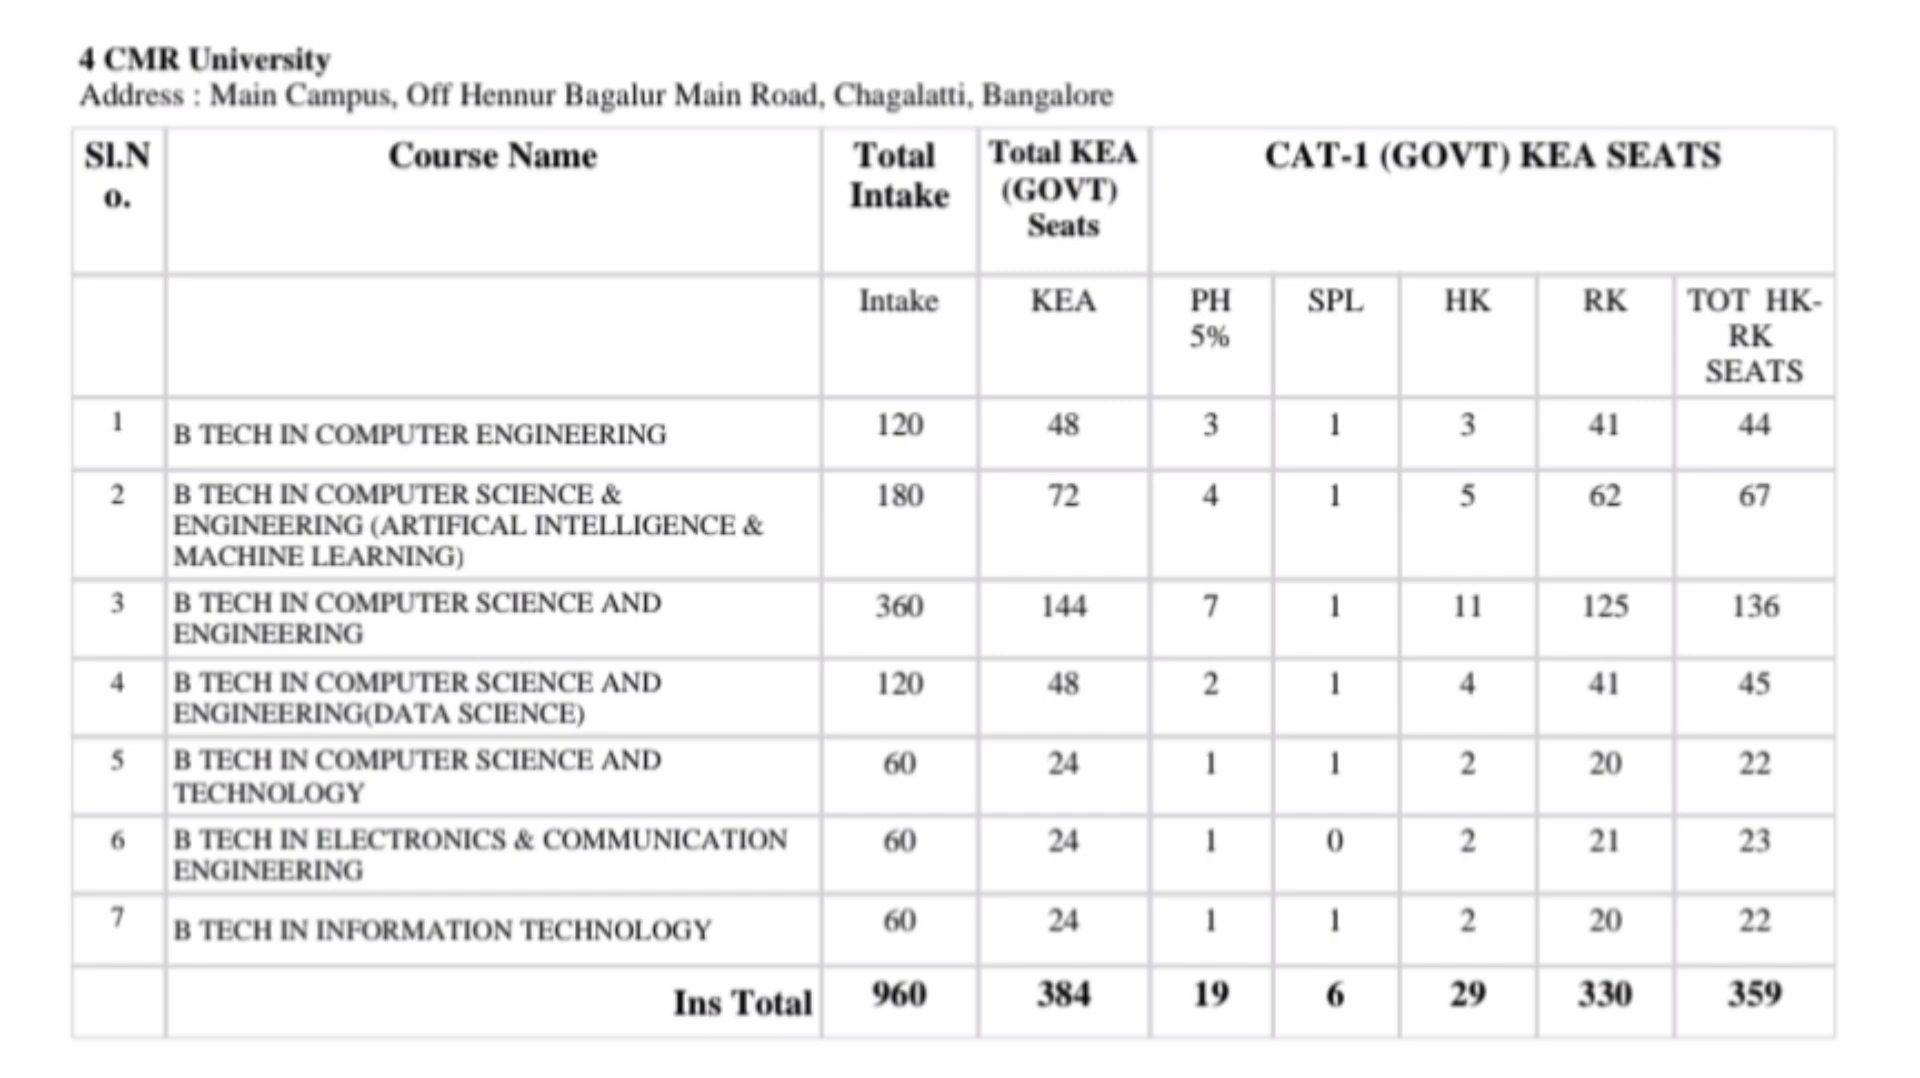 4 CMR University
Address : Main Campus, Off Hennur Bagalur Main Road, Chagalatti, Bangalore
Sl.N o. Course Name Total Intake Total KEA (GOVT) Seats CAT-1 (GOVT) KEA SEATS
Intake KEA PH 5% SPL HK RK TOT HK-RK SEATS
1 B TECH IN COMPUTER ENGINEERING 120 48 3 1 3 41 44
2 B TECH IN COMPUTER SCIENCE &
ENGINEERING (ARTIFICAL INTELLIGENCE &
MACHINE LEARNING) 180 72 4 1 5 62 67
3 B TECH IN COMPUTER SCIENCE AND
ENGINEERING 360 144 7 1 11 125 136
4 B TECH IN COMPUTER SCIENCE AND
ENGINEERING(DATA SCIENCE) 120 48 2 1 4 41 45
5 B TECH IN COMPUTER SCIENCE AND
TECHNOLOGY 60 24 1 1 2 20 22
6 B TECH IN ELECTRONICS & COMMUNICATION
ENGINEERING 60 24 1 0 2 21 23
7 B TECH IN INFORMATION TECHNOLOGY 60 24 1 1 2 20 22
Ins Total 960 384 19 6 29 330 359